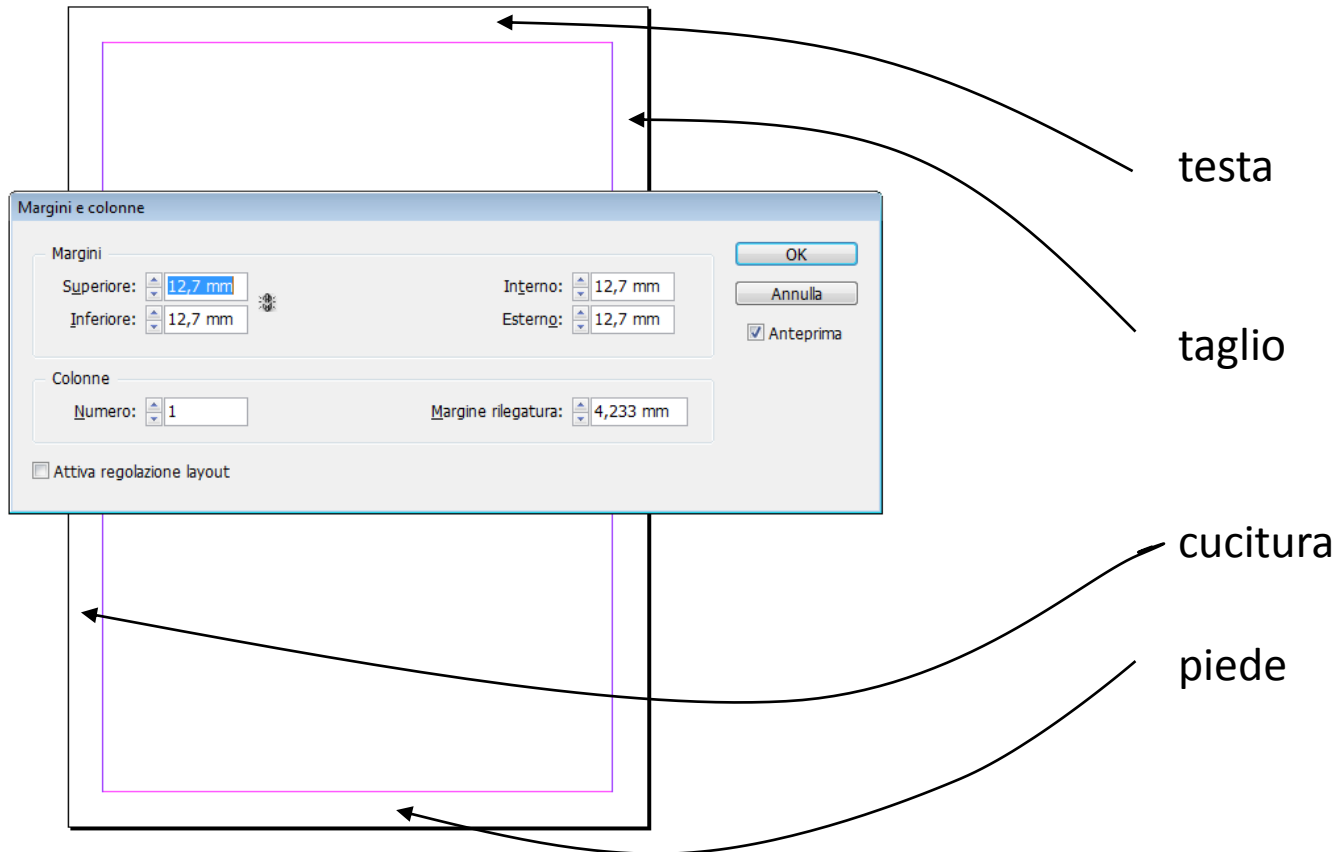 testa
taglio
Margini e colonne
Margini
Superiore: 12,7 mm
Interno: 12,7 mm
OK
Inferiore: 12,7 mm
Esterno: 12,7 mm
Annulla
Anteprima
Colonne
Numero: 1
Margine rilegatura: 4,233 mm
Attiva regolazione layout
cucitura
piede